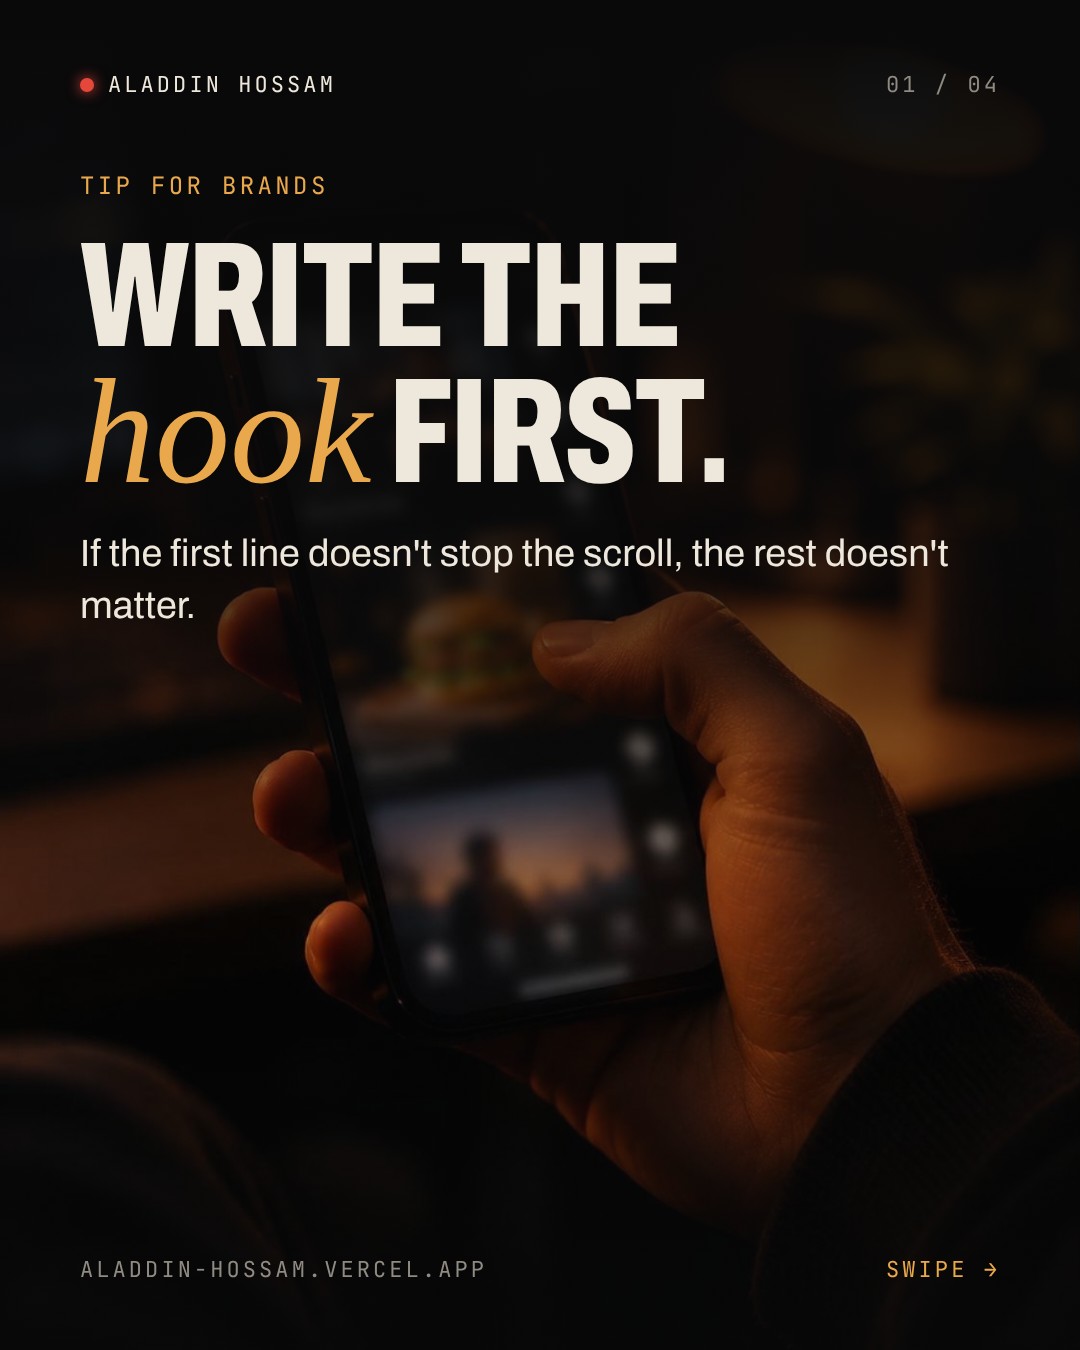 ALADDIN HOSSAM
01 / 04
TIP FOR BRANDS
WRITE THE
hook FIRST.
If the first line doesn't stop the scroll, the rest doesn't
matter.
ALADDIN-HOSSAM.VERCEL.APP
SWIPE →